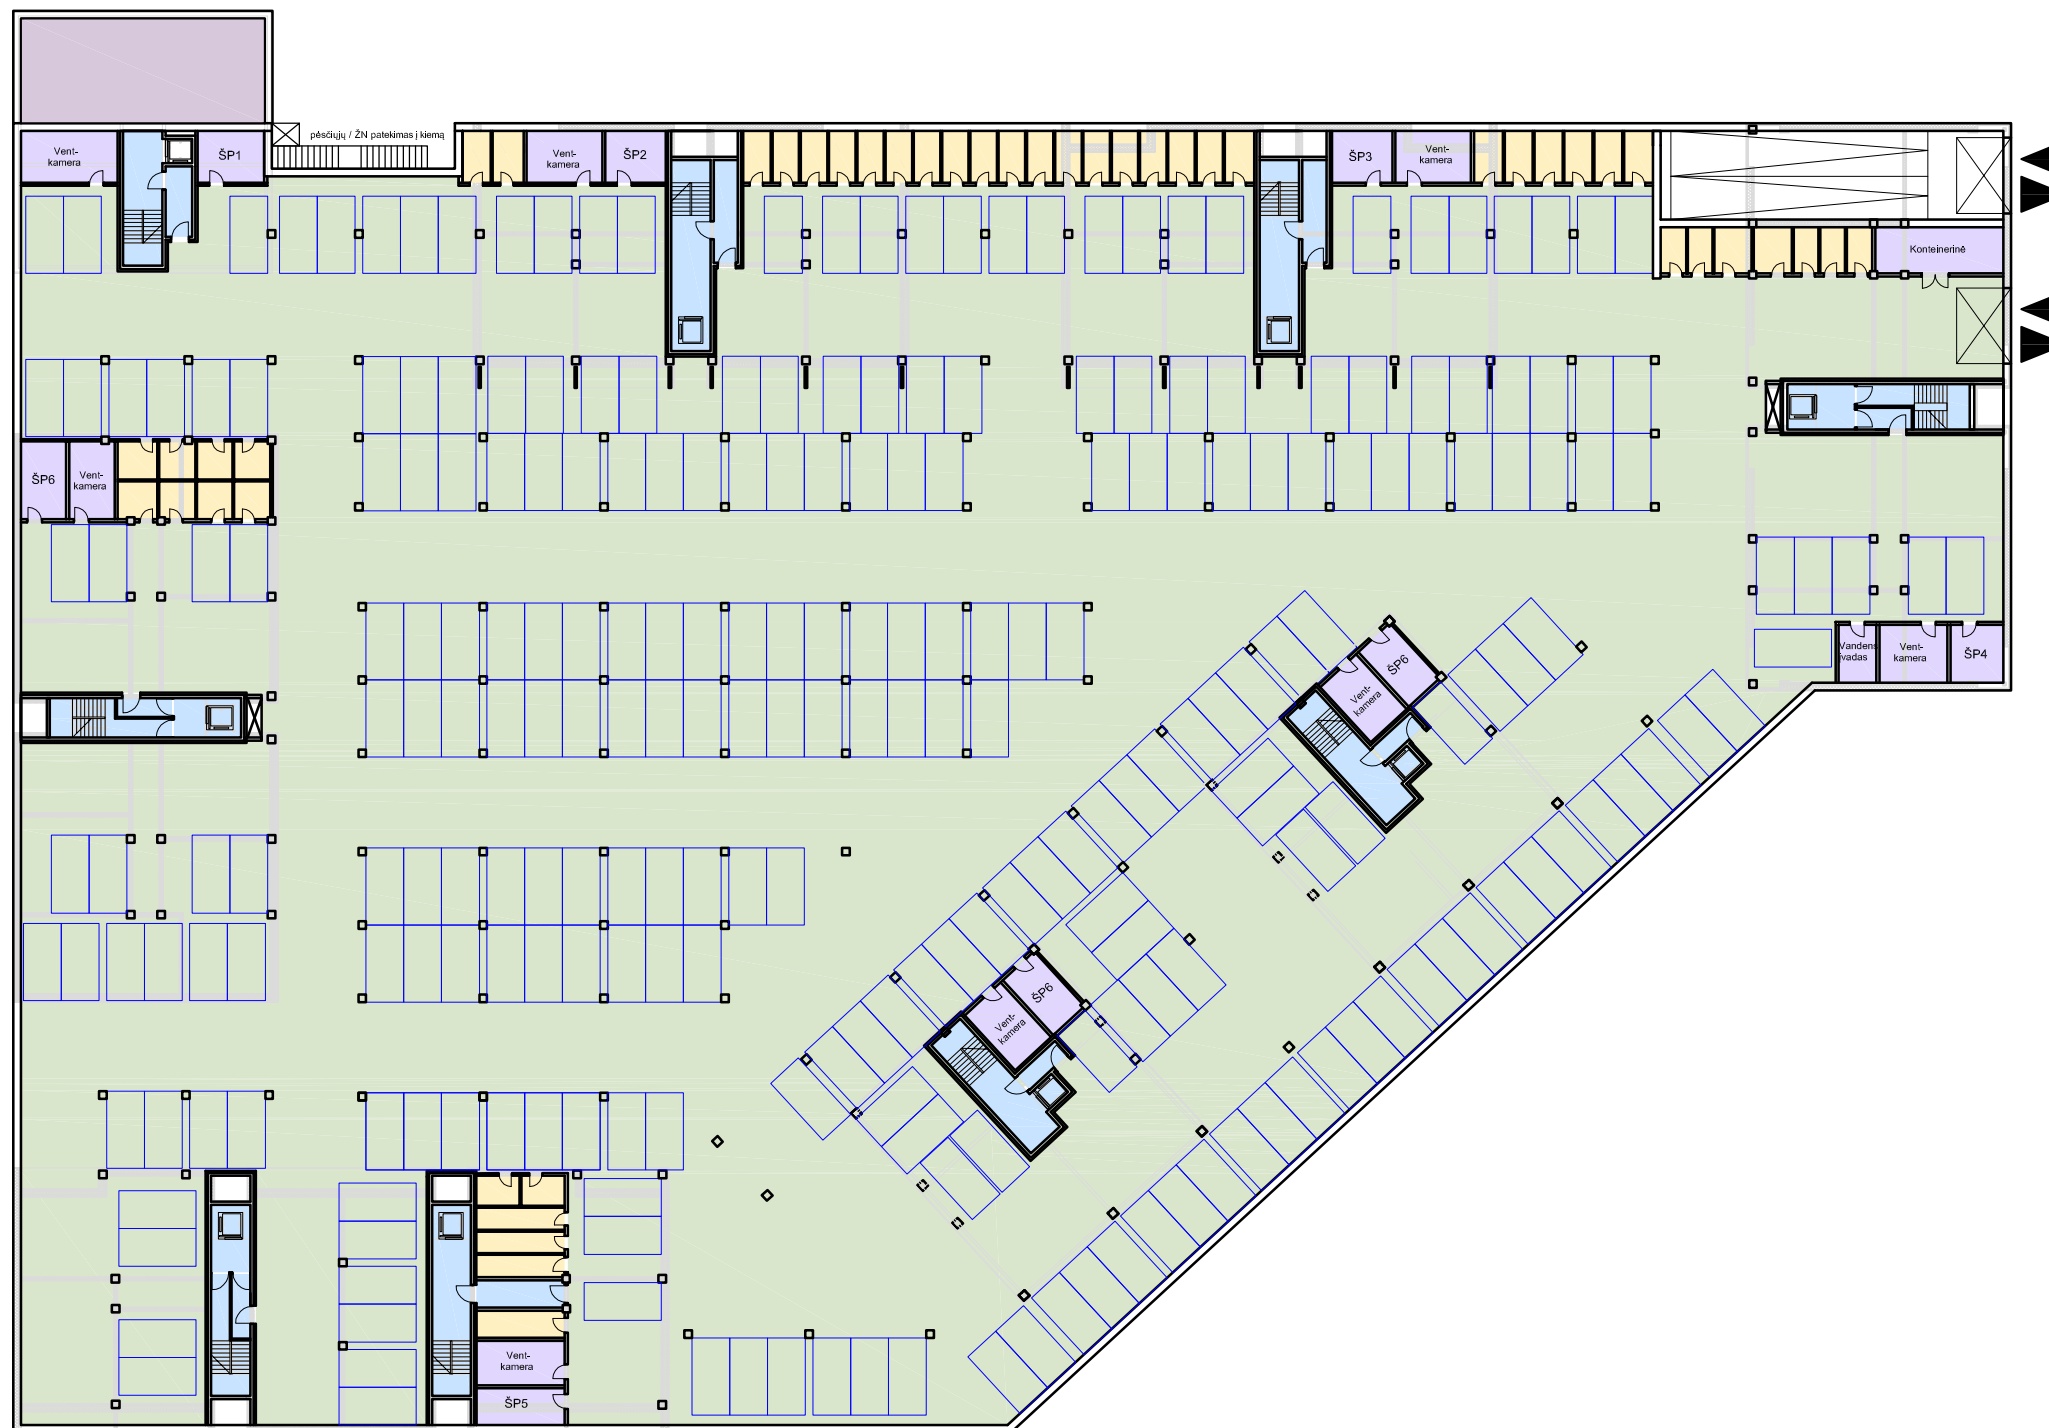 pėsčiųjų / ŽN patekimas į kiemą
Vent-
kamera
ŠP1
Vent-
kamera
ŠP2
ŠP3
Vent-
kamera
Konteinerinė
ŠP6
Vent-
kamera
Vandens
įvadas
Vent-
kamera
ŠP4
ŠP6
Vent-
kamera
ŠP6
Vent-
kamera
Vent-
kamera
ŠP5